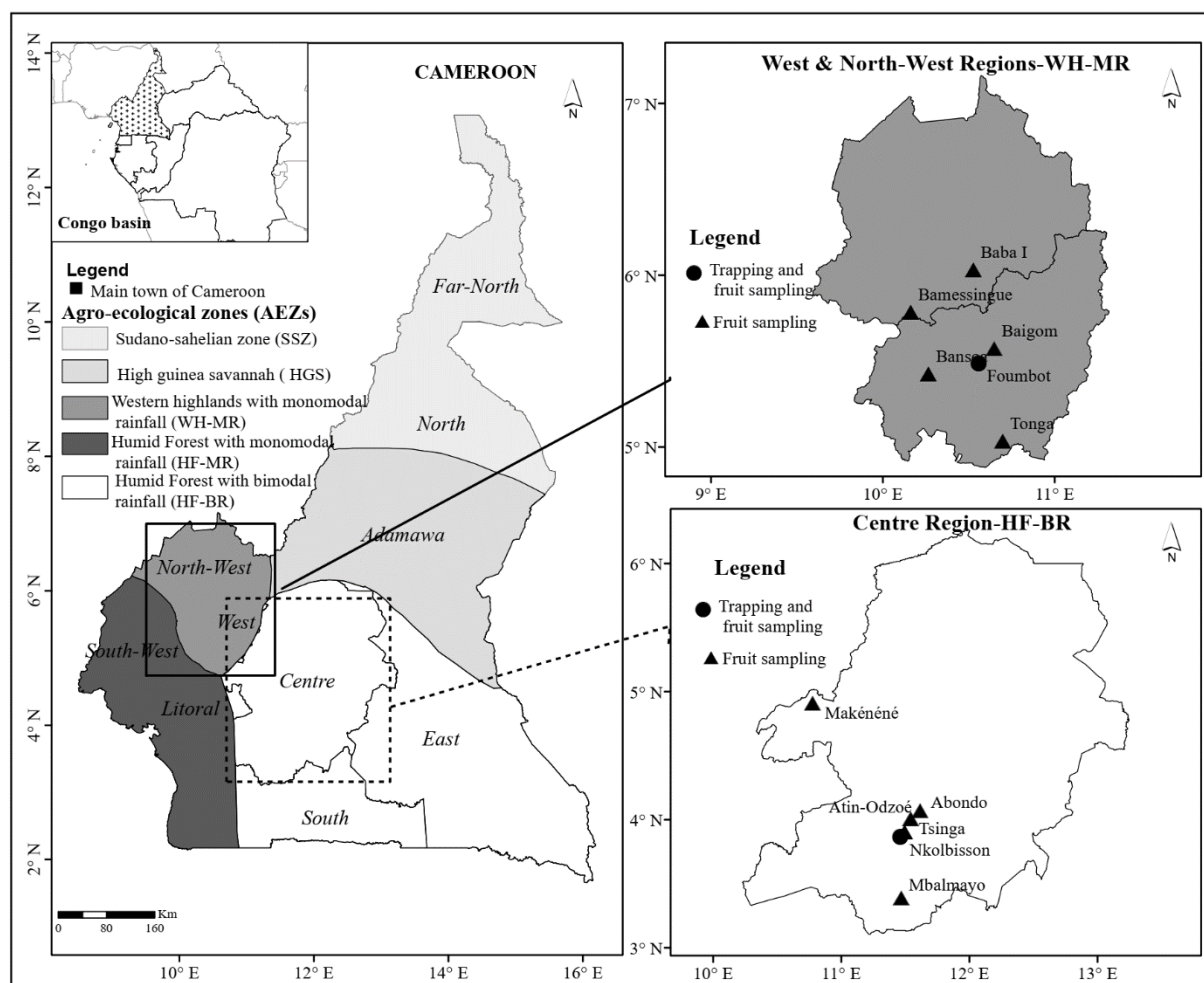 14° N
12° N
10° N
8° N
6° N
4° N
2° N
CAMEROON
N
Congo basin
Legend
Main town of Cameroon
Agro-ecological zones (AEZs)
Sudano-sahelian zone (SSZ)
High guinea savannah ( HGS)
Western highlands with monomodal
rainfall (WH-MR)
Humid Forest with monomodal
rainfall (HF-MR)
Humid Forest with bimodal
rainfall (HF-BR)
Far-North
North
Adamawa
North-West
West
South-West
Litoral
Centre
East
South
Km
0 80 160
10° E 12° E 14° E 16° E
West & North-West Regions-WH-MR
N
7° N
6° N
5° N
Legend
Trapping and
fruit sampling
Fruit sampling
Baba I
Bamessingue
Baigom
Foumbot
Tonga
9° E 10° E 11° E
Centre Region-HF-BR
N
6° N
5° N
4° N
3° N
Legend
Trapping and
fruit sampling
Fruit sampling
Makénéné
Atin-Odzoé
Abondo
Tsinga
Nkolbisson
Mbalmayo
10° E 11° E 12° E 13° E